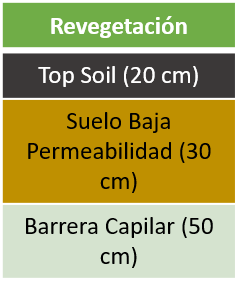 Revegetación
Top Soil (20 cm)
Suelo Baja
Permeabilidad (30
cm)
Barrera Capilar (50
cm)